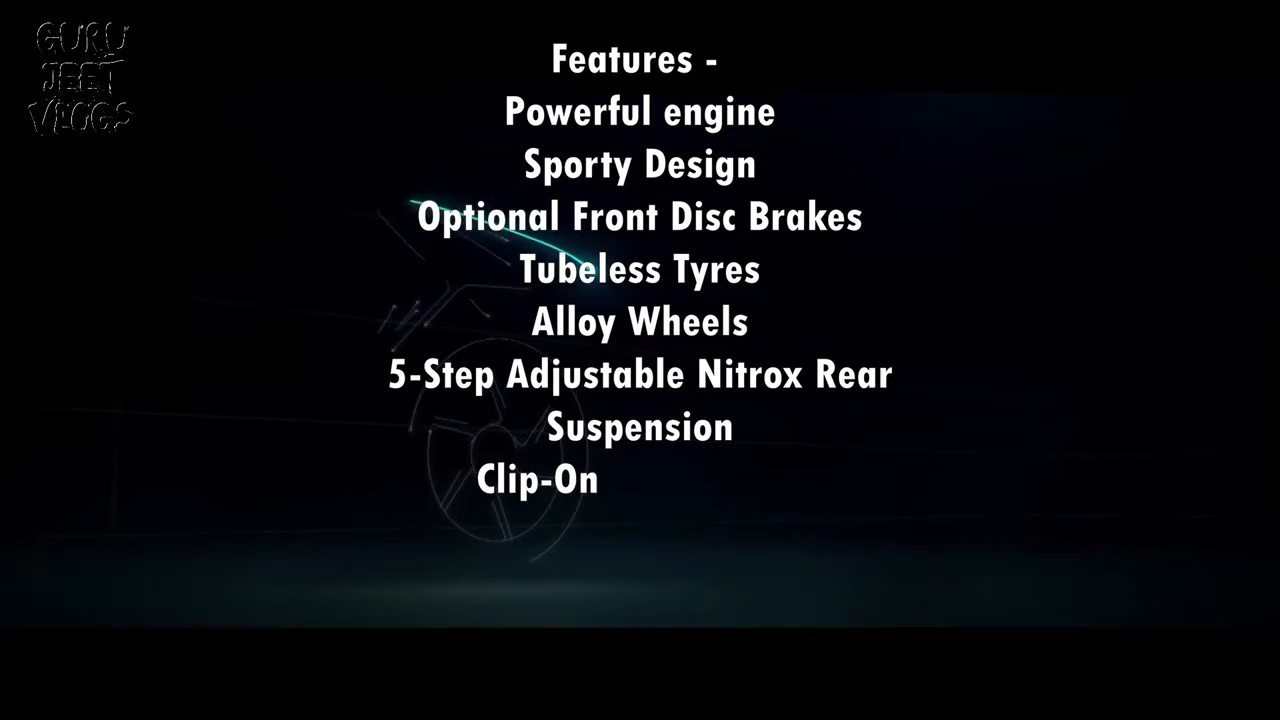 GURU
JEET
VLOGS
Features -
Powerful engine
Sporty Design
Optional Front Disc Brakes
Tubeless Tyres
Alloy Wheels
5-Step Adjustable Nitrox Rear
Suspension
Clip-On